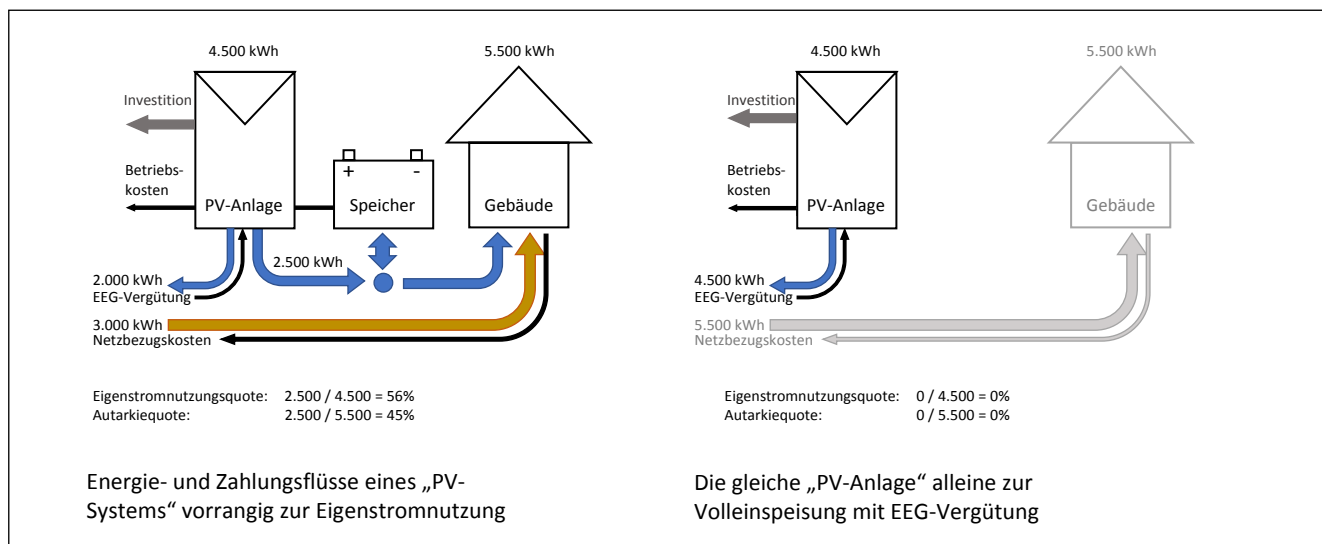 4.500 kWh
5.500 kWh
Investition
Betriebs-
kosten
PV-Anlage
+
-
Speicher
Gebäude
2.500 kWh
2.000 kWh
EEG-Vergütung
3.000 kWh
Netzbezugskosten
Eigenstromnutzungsquote: 2.500 / 4.500 = 56%
Autarkiequote: 2.500 / 5.500 = 45%
Energie- und Zahlungsflüsse eines „PV-
Systems“ vorrangig zur Eigenstromnutzung
4.500 kWh
5.500 kWh
Investition
Betriebs-
kosten
PV-Anlage
Gebäude
4.500 kWh
EEG-Vergütung
5.500 kWh
Netzbezugskosten
Eigenstromnutzungsquote: 0 / 4.500 = 0%
Autarkiequote: 0 / 5.500 = 0%
Die gleiche „PV-Anlage“ alleine zur
Volleinspeisung mit EEG-Vergütung